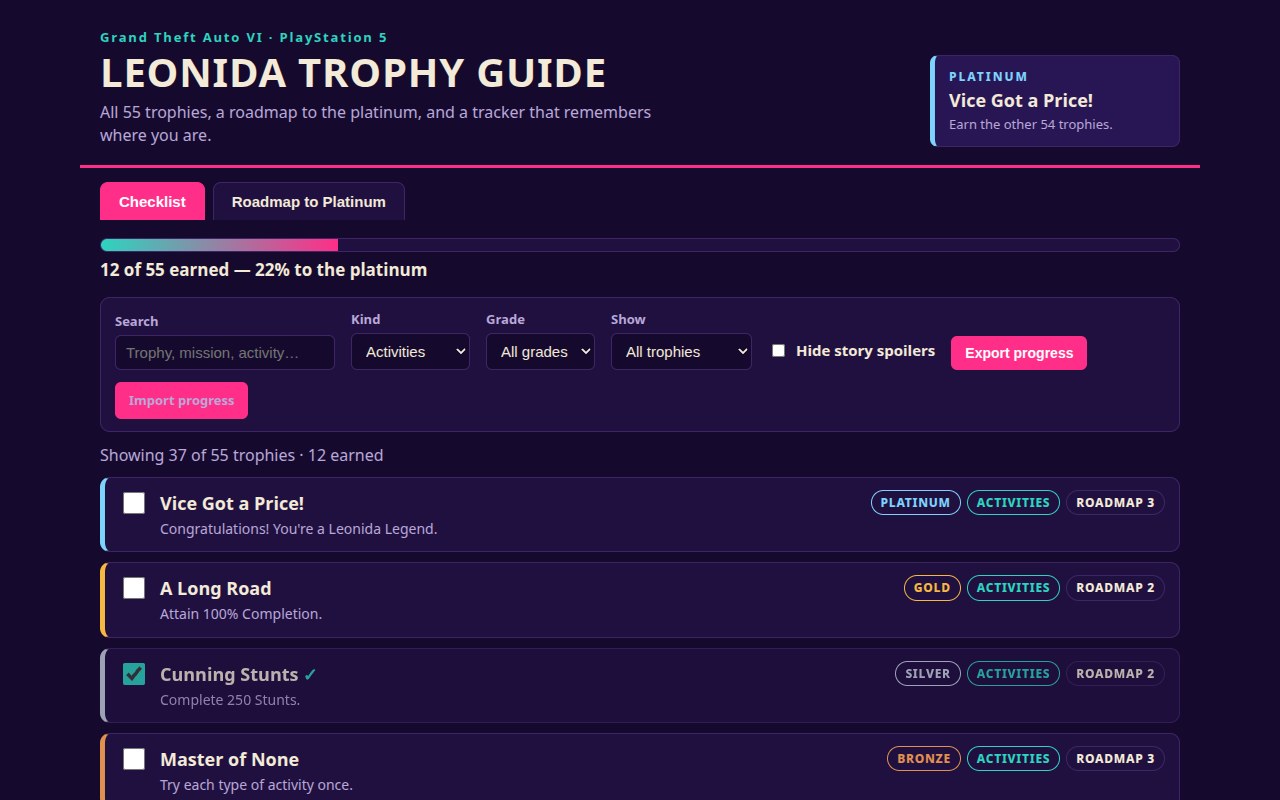 Grand Theft Auto VI · PlayStation 5
LEONIDA TROPHY GUIDE
All 55 trophies, a roadmap to the platinum, and a tracker that remembers
where you are.
PLATINUM
Vice Got a Price!
Earn the other 54 trophies.
Checklist
Roadmap to Platinum
12 of 55 earned — 22% to the platinum
Search
Kind
Grade
Show
Trophy, mission, activity…
Activities
All grades
All trophies
Hide story spoilers
Export progress
Import progress
Showing 37 of 55 trophies · 12 earned
Vice Got a Price!
PLATINUM
ACTIVITIES
ROADMAP 3
Congratulations! You're a Leonida Legend.
A Long Road
GOLD
ACTIVITIES
ROADMAP 2
Attain 100% Completion.
Cunning Stunts ✓
SILVER
ACTIVITIES
ROADMAP 2
Complete 250 Stunts.
Master of None
BRONZE
ACTIVITIES
ROADMAP 3
Try each type of activity once.